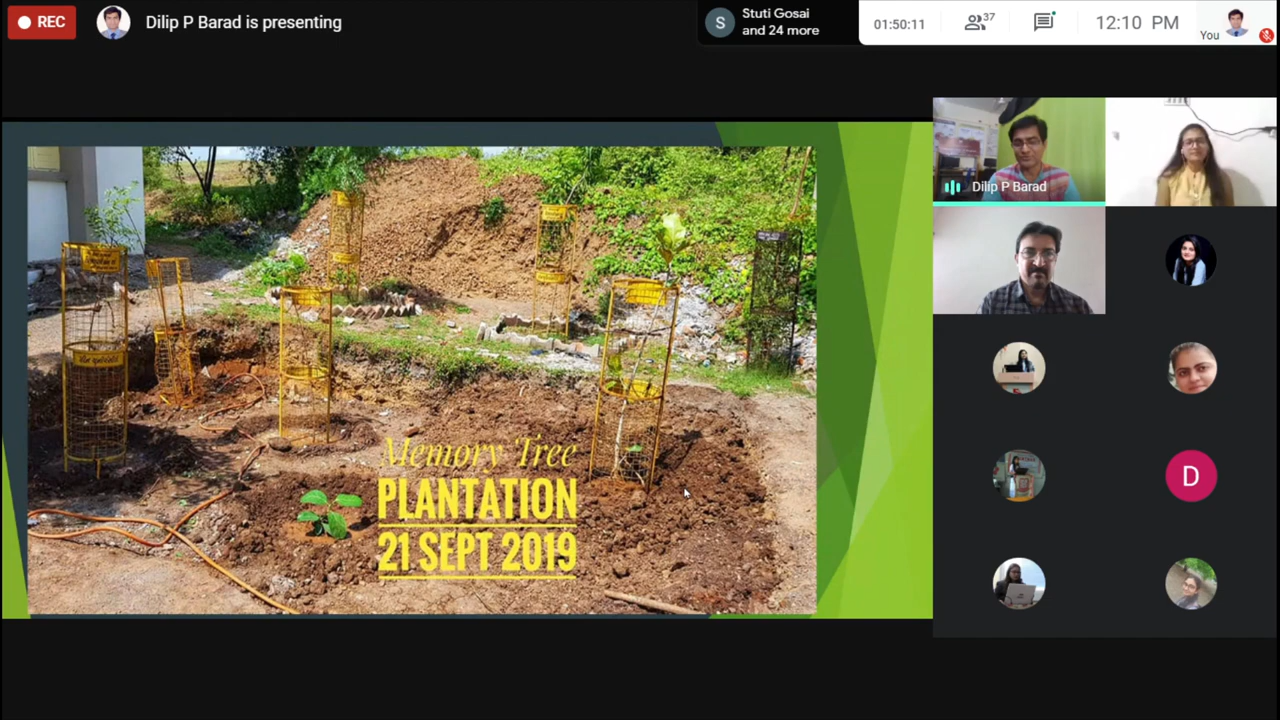 REC
Dilip P Barad is presenting
S
Stuti Gosai
and 24 more
01:50:11
37
12:10 PM
You
Dilip P Barad
D
Memory Tree
PLANTATION
21 SEPT 2019